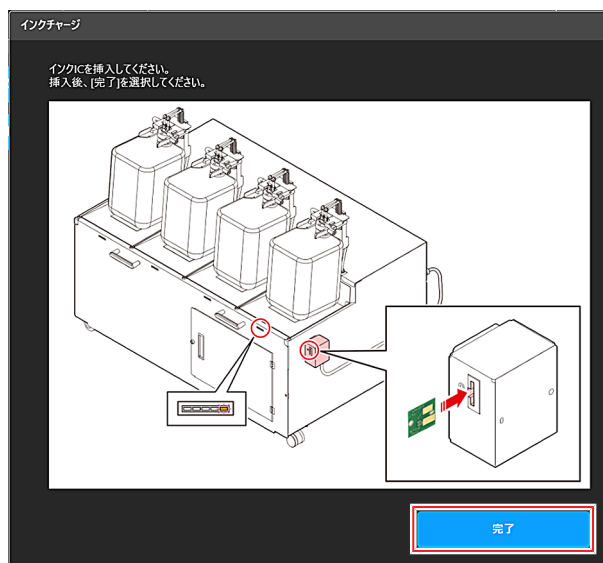 インクチャージ
インクICを挿入してください。
挿入後、[完了]を選択してください。
完了